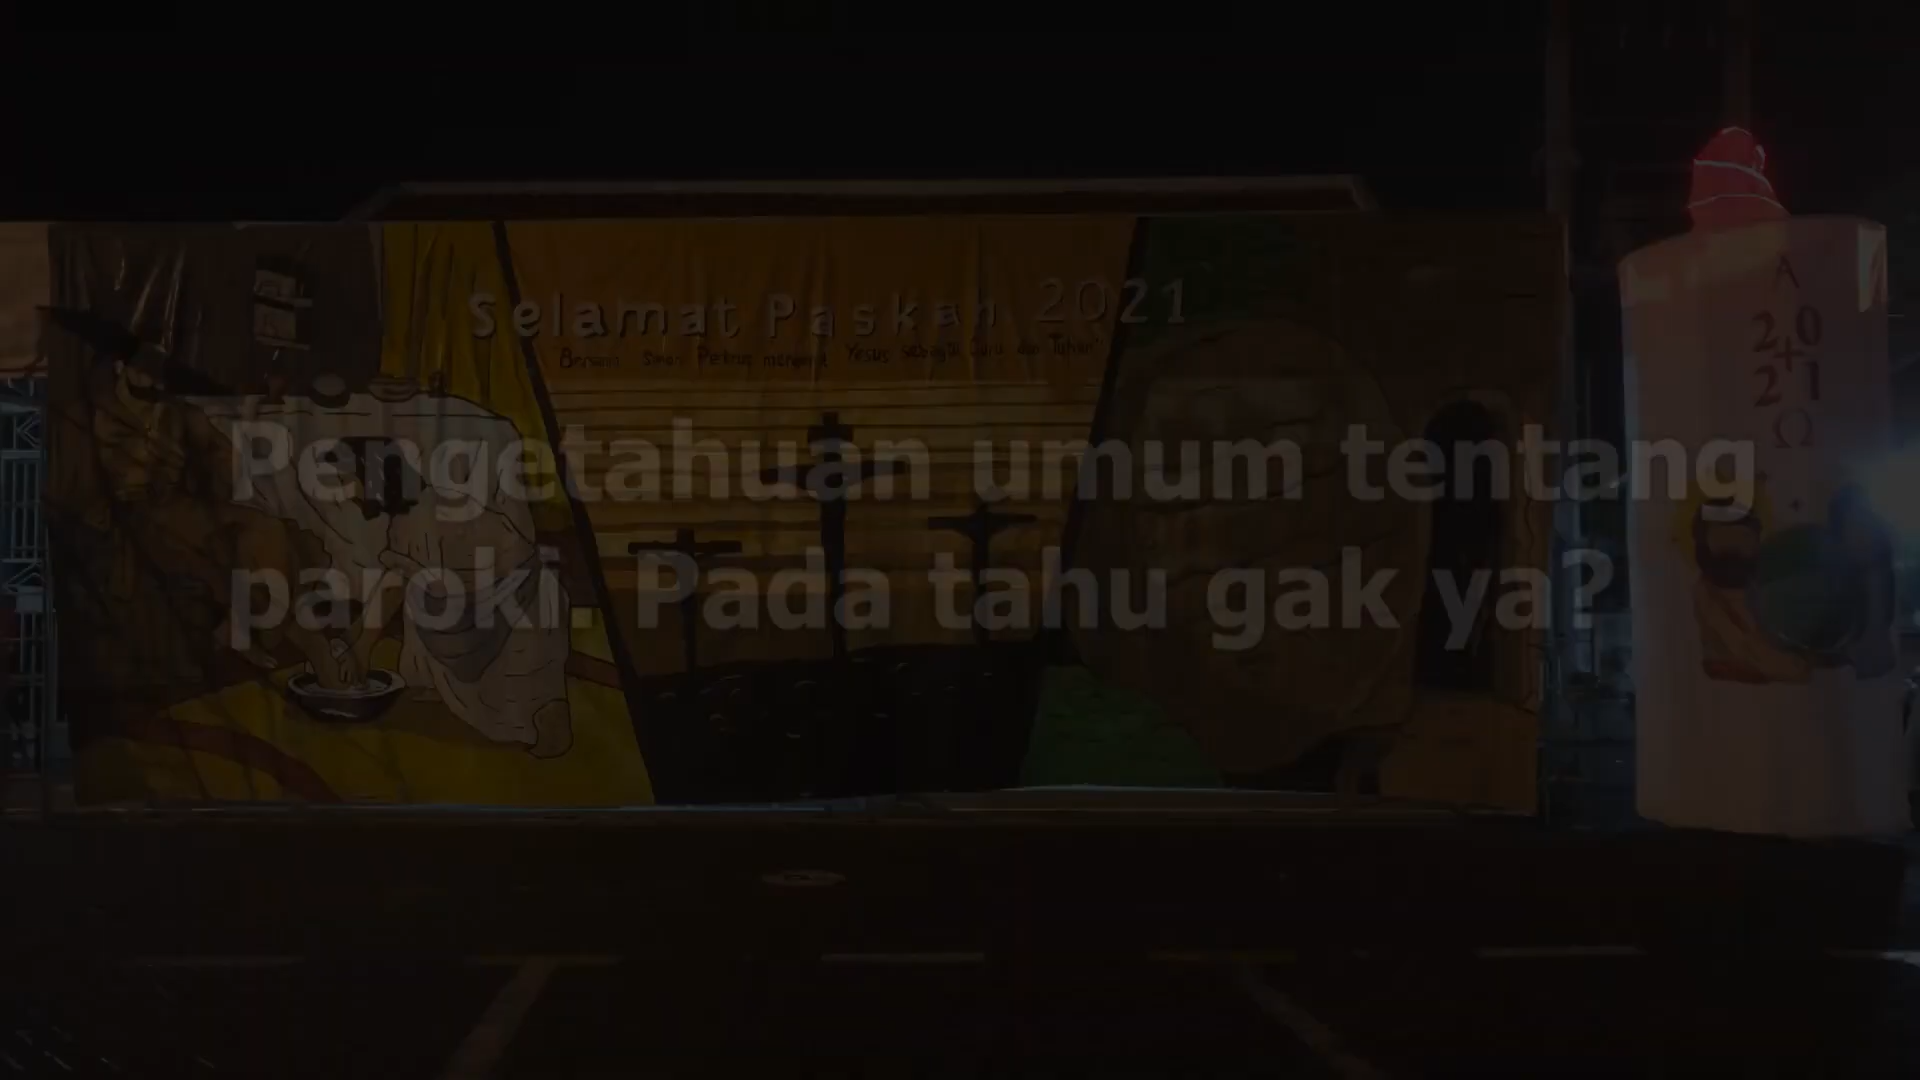 Selamat Paskah 2021
Bersama Simon Petrus mengenal Yesus sebagai Guru dan Tuhan"
A
2 0
+
2 1
Ω
Pengetahuan umum tentang
paroki. Pada tahu gak ya?